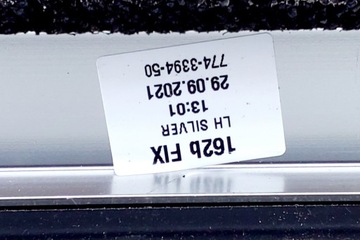 162b FIX
LH SILVER
13:01
29.09.2021
774-3394-50